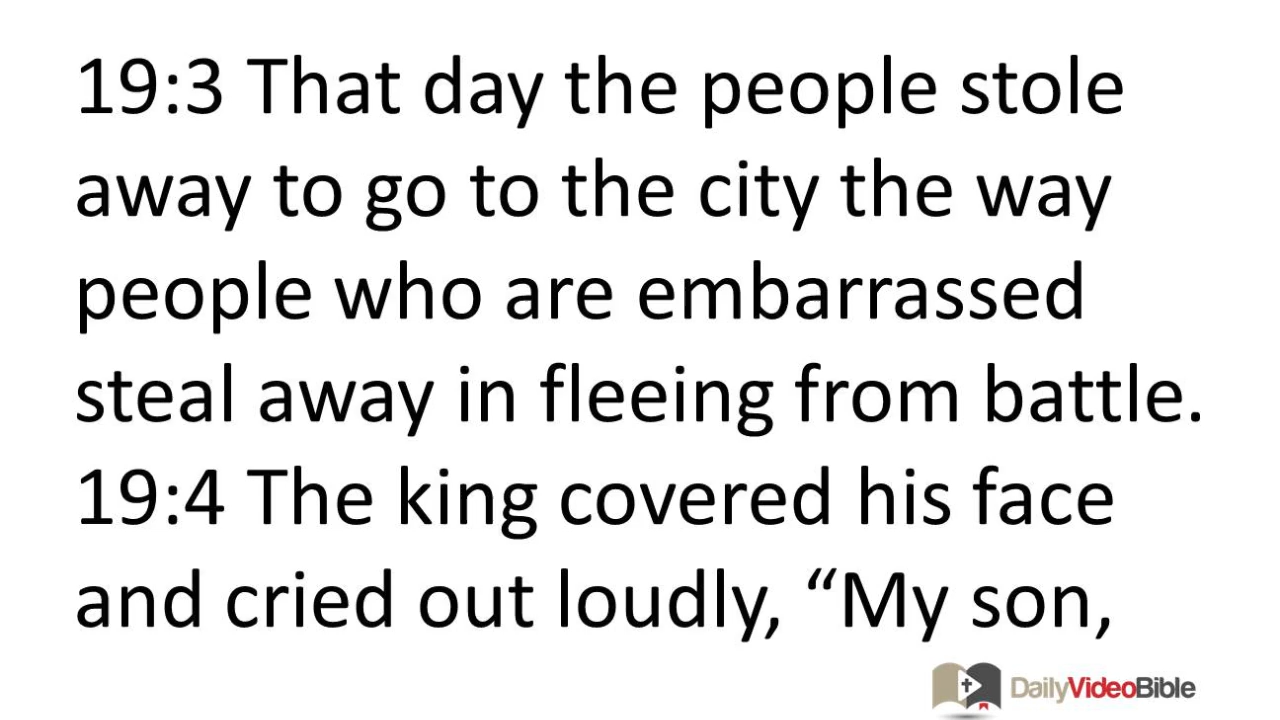 19:3 That day the people stole
away to go to the city the way
people who are embarrassed
steal away in fleeing from battle.
19:4 The king covered his face
and cried out loudly, “My son,
DailyVideoBible